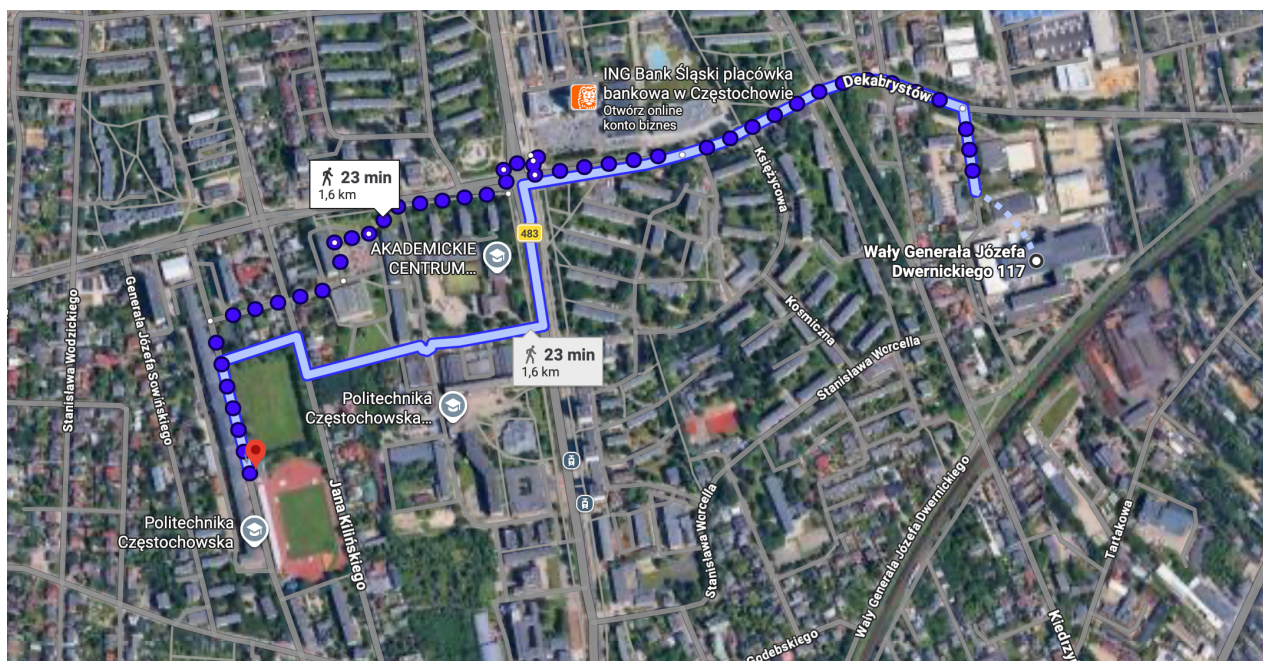 ING Bank Śląski placówka
bankowa w Częstochowie
Otwórz online
konto biznes
Dekabrystów
Księżycowa
23 min
1,6 km
483
AKADEMICKIE
CENTRUM...
Wały Generała Józefa
Dwernickiego 117
Stanisława Wodzickiego
Generała Józefa Sowińskiego
Kosmiczna
Stanisława Worcella
23 min
1,6 km
Politechnika
Częstochowska...
Politechnika
Częstochowska
Jana Kilińskiego
Stanisława Worcella
Wały Generała Józefa Dwernickiego
Tartakowa
Godebskiego
Kiedrzy